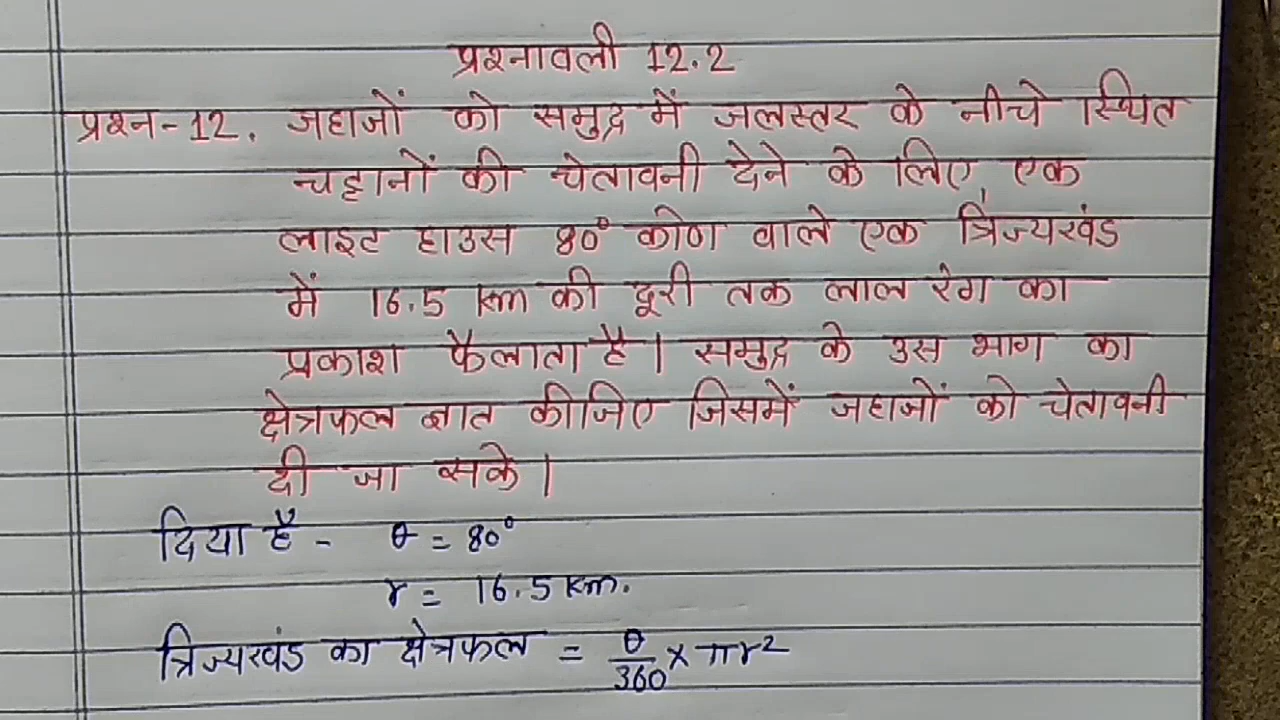 प्रश्नावली 12.2
प्रश्न-12. जहाजों को समुद्र में जलस्तर के नीचे स्थित
चट्टानों की चेतावनी देने के लिए, एक
लाइट हाउस 80° कोण वाले एक त्रिज्यखंड
में 16.5 km की दूरी तक लाल रंग का
प्रकाश फैलाता है। समुद्र के उस भाग का
क्षेत्रफल ज्ञात कीजिए जिसमें जहाजों को चेतावनी
दी जा सके।
दिया है - θ = 80°
r = 16.5 km.
त्रिज्यखंड का क्षेत्रफल = θ/360 × πr²